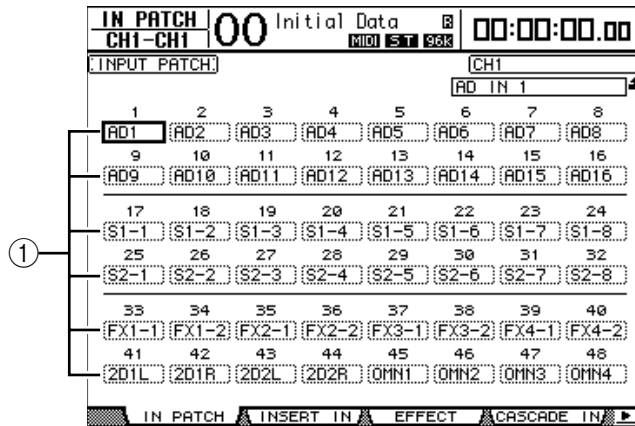 IN PATCH 00 Initial Data R 00:00:00.00
CH1-CH1 MIDI ST 96k
INPUT PATCH CH1
AD IN 1
1 2 3 4 5 6 7 8
AD1 AD2 AD3 AD4 AD5 AD6 AD7 AD8
9 10 11 12 13 14 15 16
AD9 AD10 AD11 AD12 AD13 AD14 AD15 AD16
17 18 19 20 21 22 23 24
① S1-1 S1-2 S1-3 S1-4 S1-5 S1-6 S1-7 S1-8
25 26 27 28 29 30 31 32
S2-1 S2-2 S2-3 S2-4 S2-5 S2-6 S2-7 S2-8
33 34 35 36 37 38 39 40
FX1-1 FX1-2 FX2-1 FX2-2 FX3-1 FX3-2 FX4-1 FX4-2
41 42 43 44 45 46 47 48
2D1L 2D1R 2D2L 2D2R OMN1 OMN2 OMN3 OMN4
IN PATCH INSERT IN EFFECT CASCADE IN